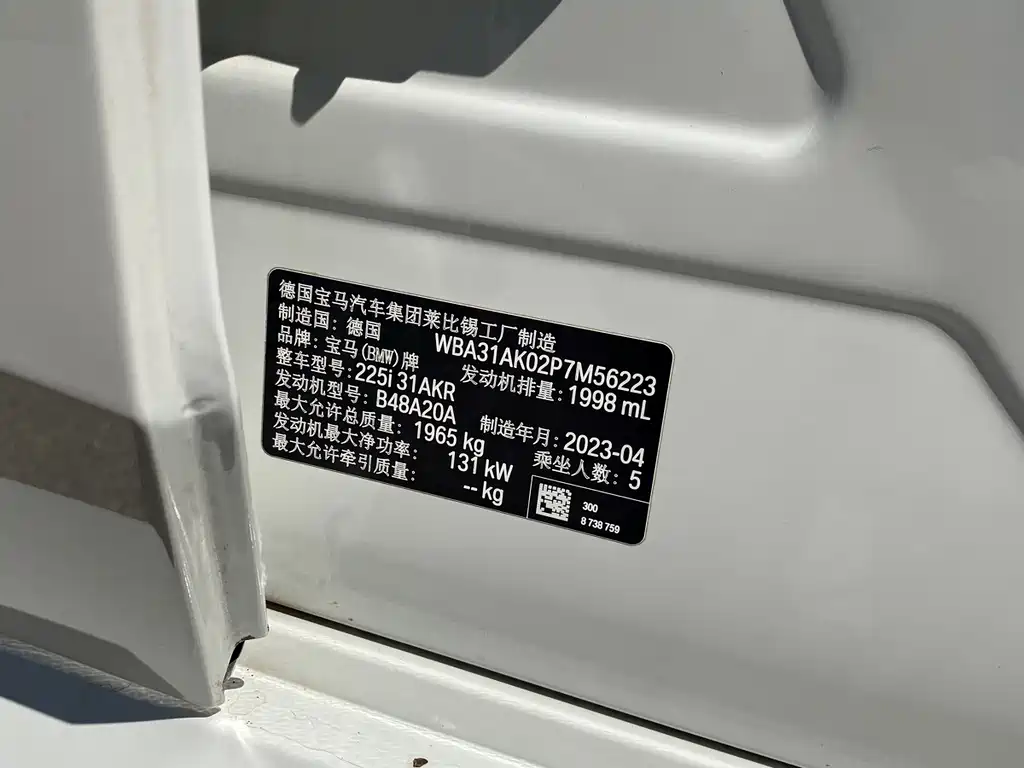 德国宝马汽车集团莱比锡工厂制造
制造国：德国 WBA31AK02P7M56223
品牌：宝马(BMW)牌 发动机排量：1998 mL
整车型号：225i 31AKR
发动机型号：B48A20A 制造年月：2023-04
最大允许总质量：1965 kg 乘坐人数：5
发动机最大净功率：131 kW
最大允许牵引质量：-- kg
300
8 738 759